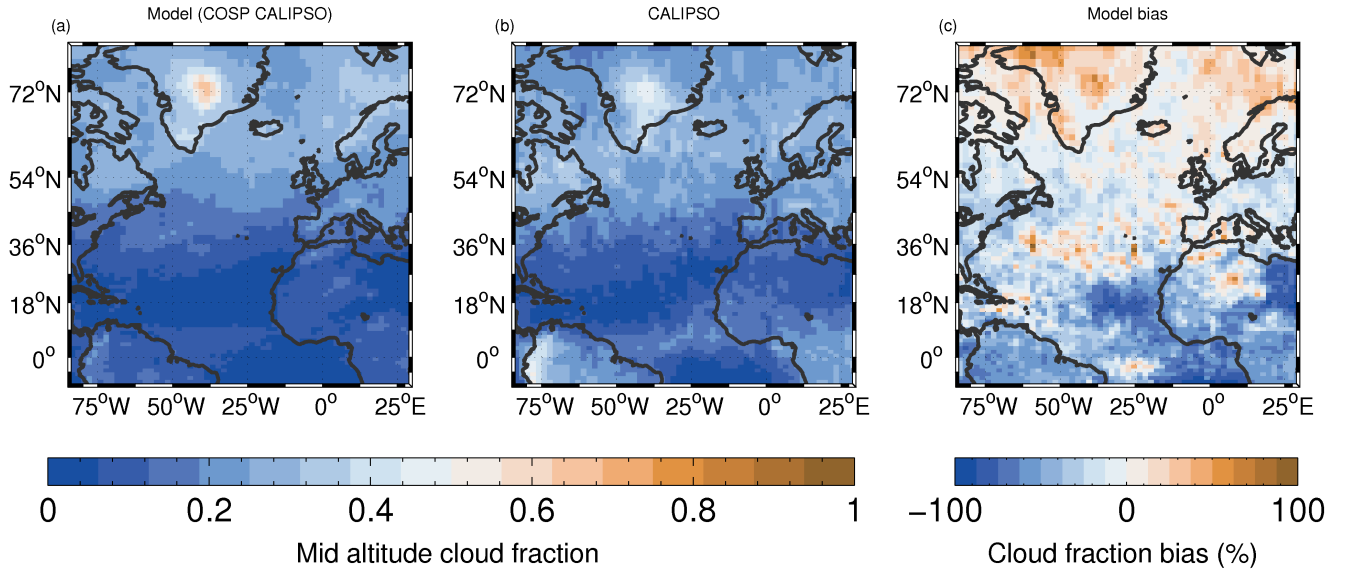 Model (COSP CALIPSO)
CALIPSO
Model bias
(a)
(b)
(c)
72°N
54°N
36°N
18°N
0°
75°W 50°W 25°W 0° 25°E
72°N
54°N
36°N
18°N
0°
75°W 50°W 25°W 0° 25°E
72°N
54°N
36°N
18°N
0°
75°W 50°W 25°W 0° 25°E
0 0.2 0.4 0.6 0.8 1
Mid altitude cloud fraction
−100 0 100
Cloud fraction bias (%)